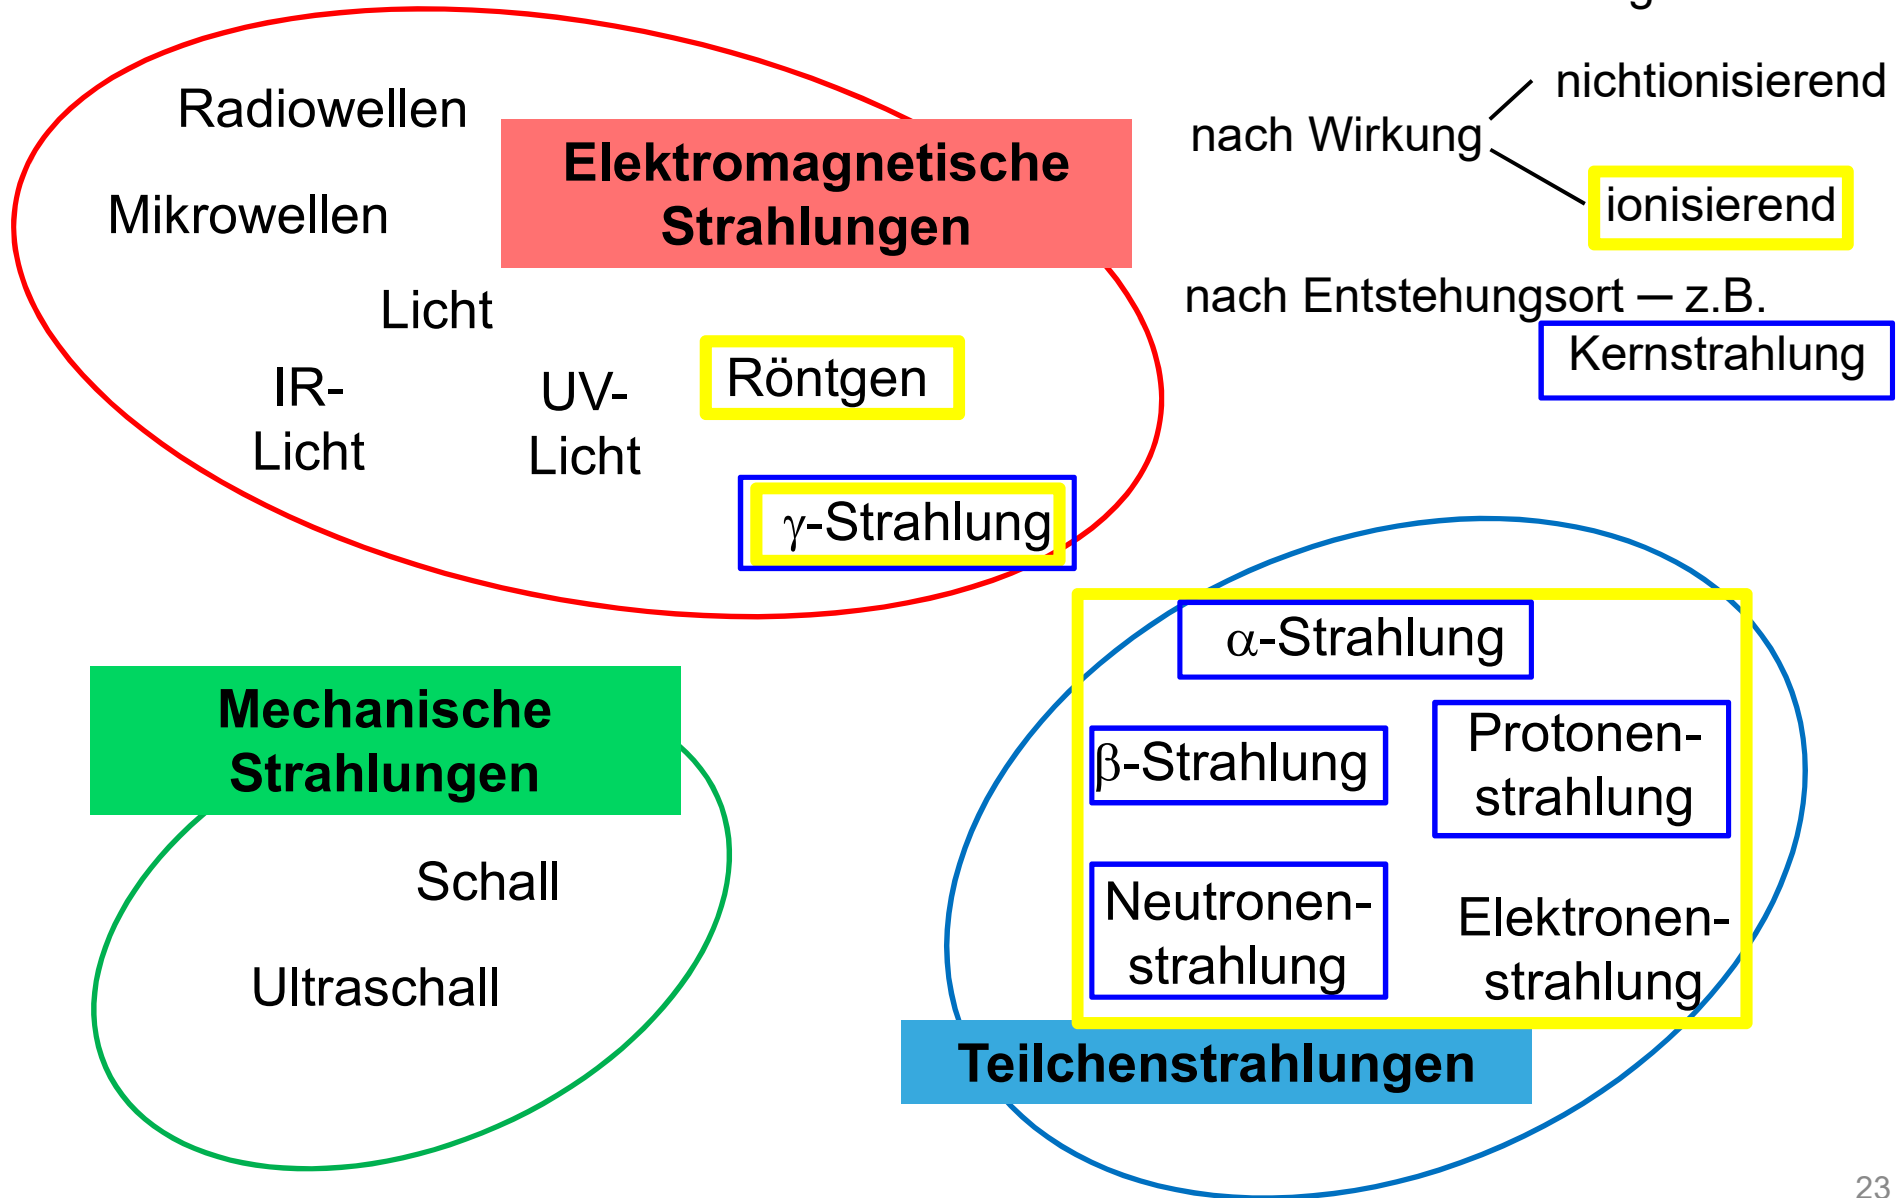 Radiowellen
Mikrowellen
Elektromagnetische
Strahlungen
Licht
IR-
Licht
UV-
Licht
Röntgen
γ-Strahlung
nach Wirkung
nichtionisierend
ionisierend
nach Entstehungsort – z.B.
Kernstrahlung
Mechanische
Strahlungen
Schall
Ultraschall
α-Strahlung
β-Strahlung
Protonen-
strahlung
Neutronen-
strahlung
Elektronen-
strahlung
Teilchenstrahlungen
23